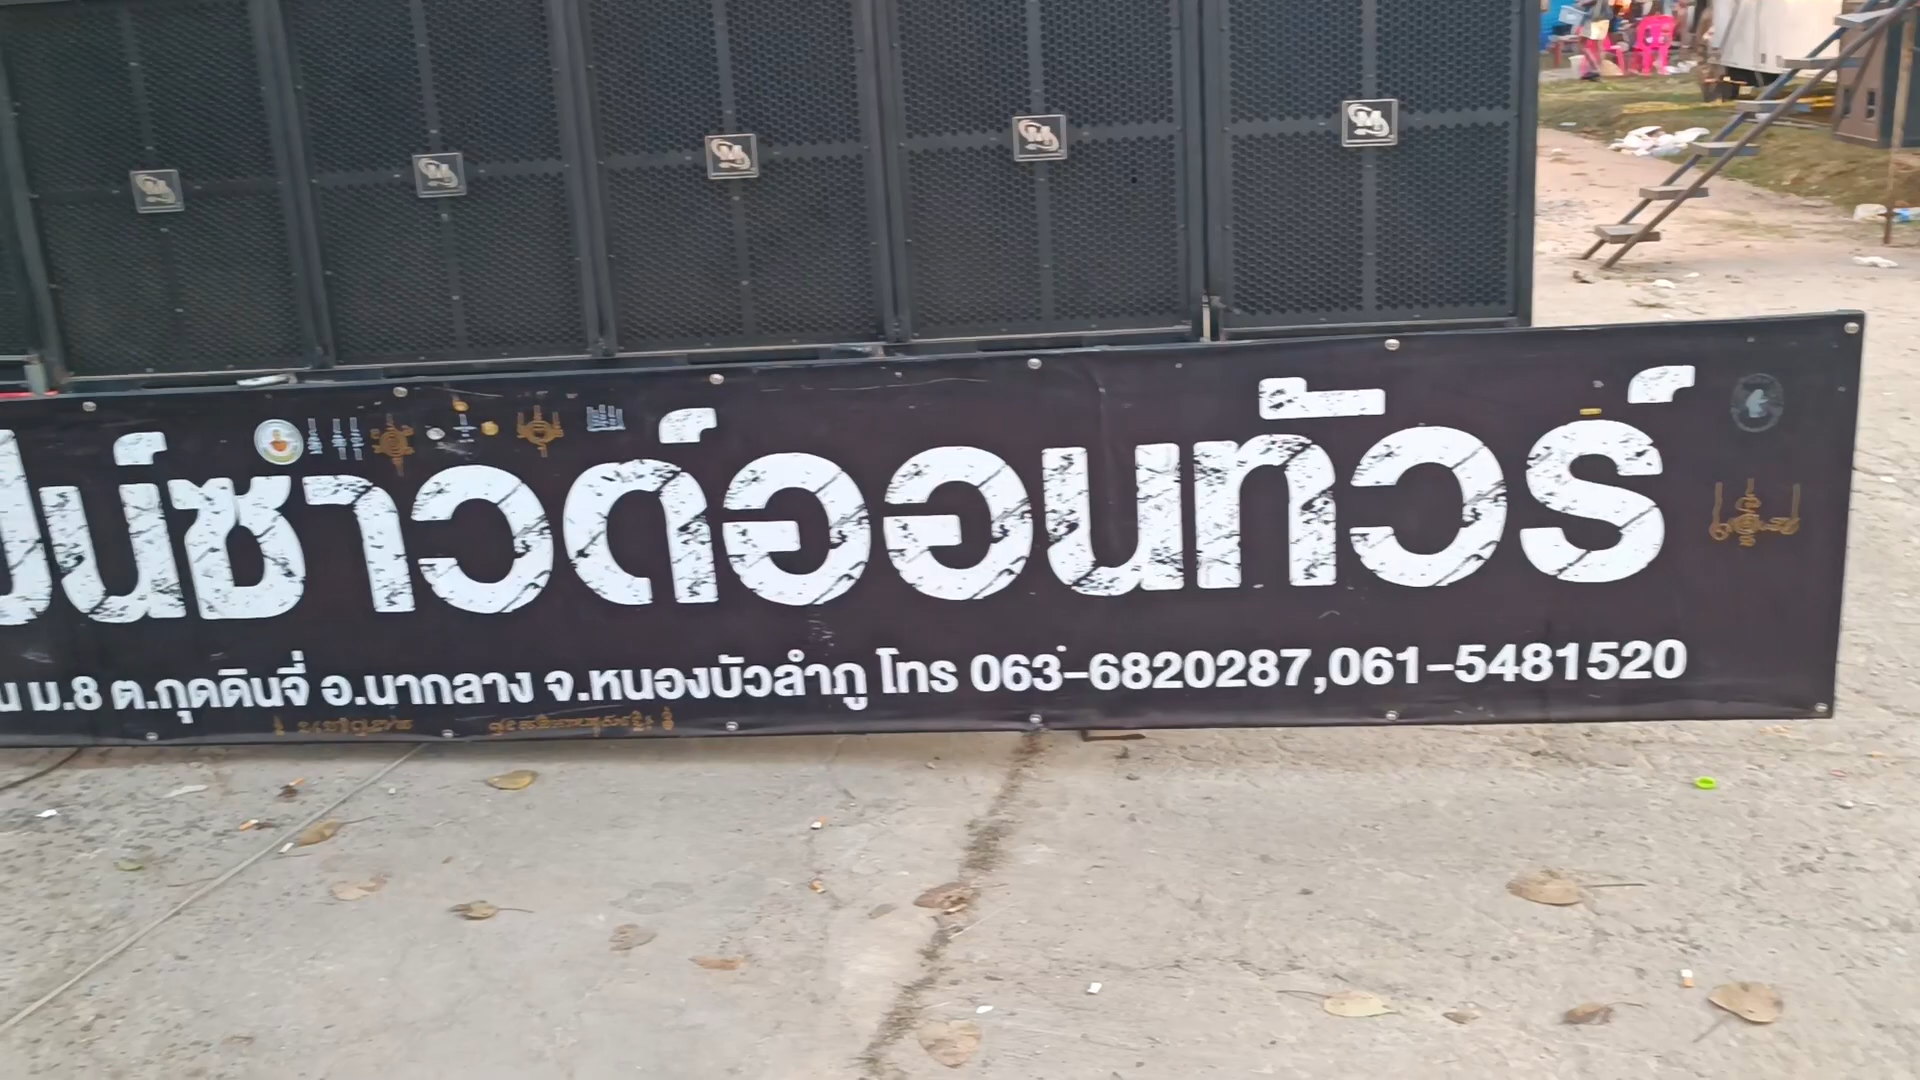 ซาวด์ออนทัวร์
ม.8 ต.กุดดินจี่ อ.นากลาง จ.หนองบัวลำภู โทร 063-6820287,061-5481520